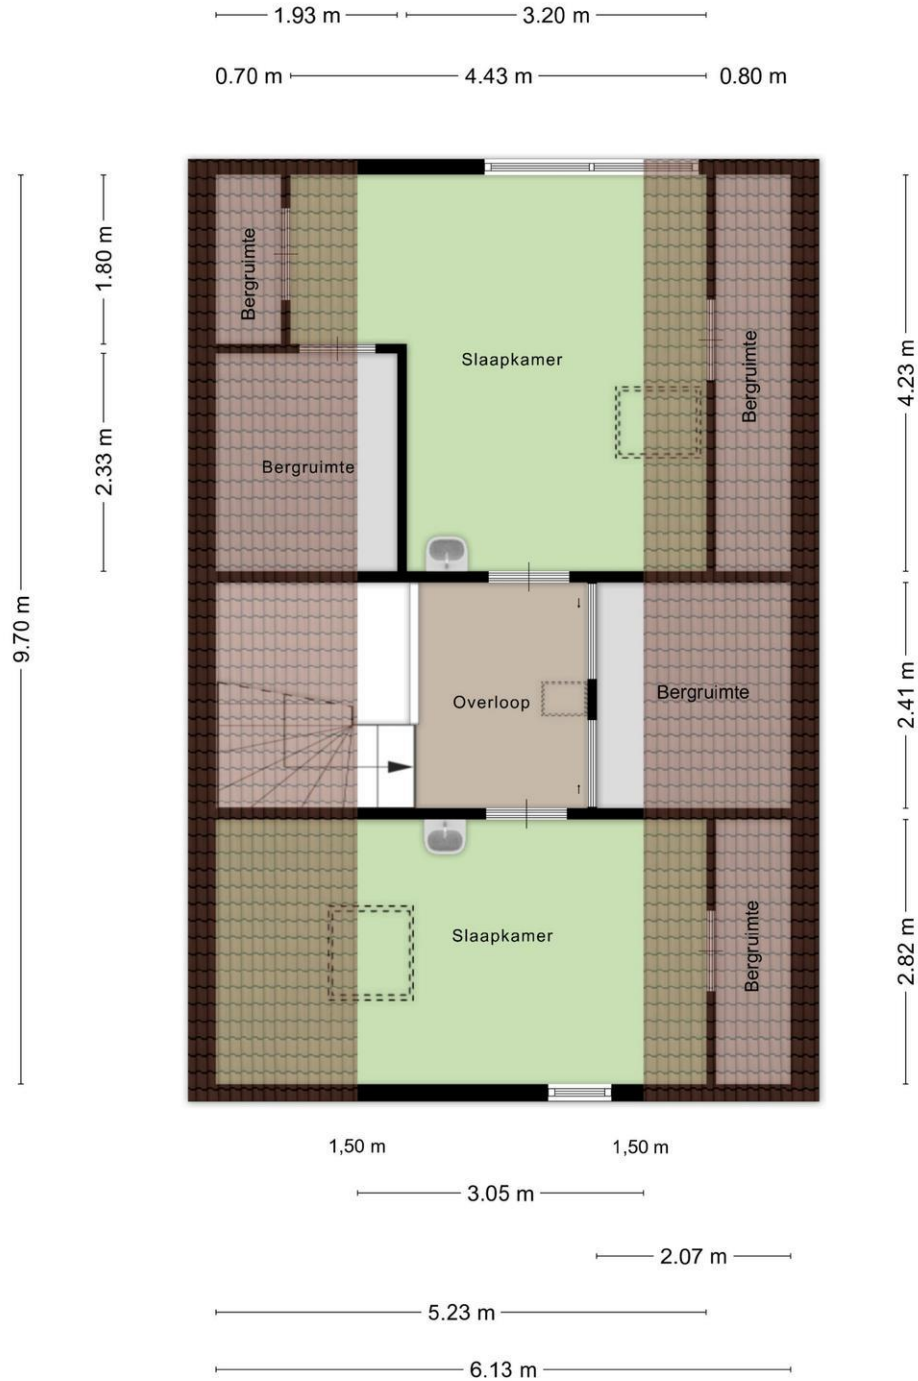 1.93 m
3.20 m
0.70 m
4.43 m
0.80 m
1.80 m
Bergruimte
4.23 m
Slaapkamer
Bergruimte
2.33 m
Bergruimte
9.70 m
2.41 m
Overloop
Bergruimte
2.82 m
Slaapkamer
Bergruimte
1,50 m
1,50 m
3.05 m
2.07 m
5.23 m
6.13 m